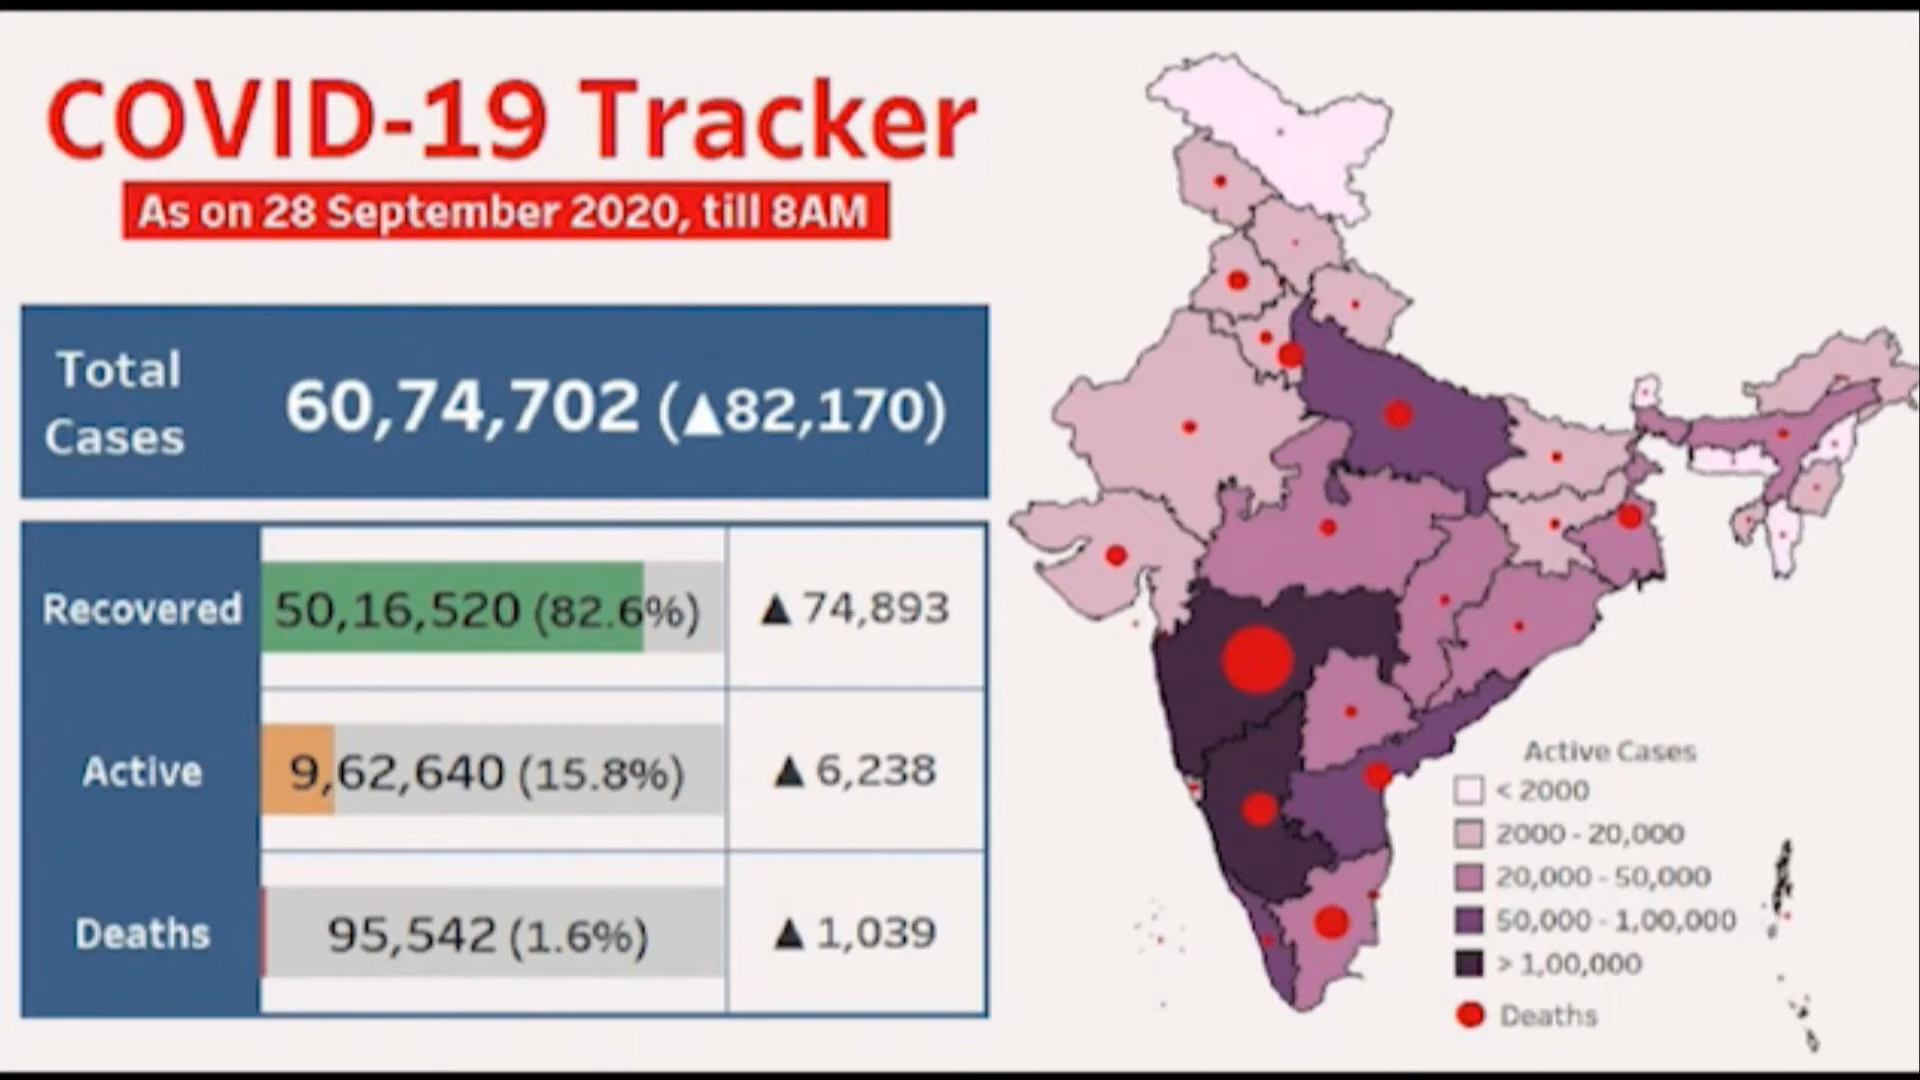 COVID-19 Tracker
As on 28 September 2020, till 8AM
Total
Cases
60,74,702 (▲82,170)
Recovered
50,16,520 (82.6%)
▲ 74,893
Active
9,62,640 (15.8%)
▲ 6,238
Deaths
95,542 (1.6%)
▲ 1,039
Active Cases
< 2000
2000 - 20,000
20,000 - 50,000
50,000 - 1,00,000
> 1,00,000
Deaths